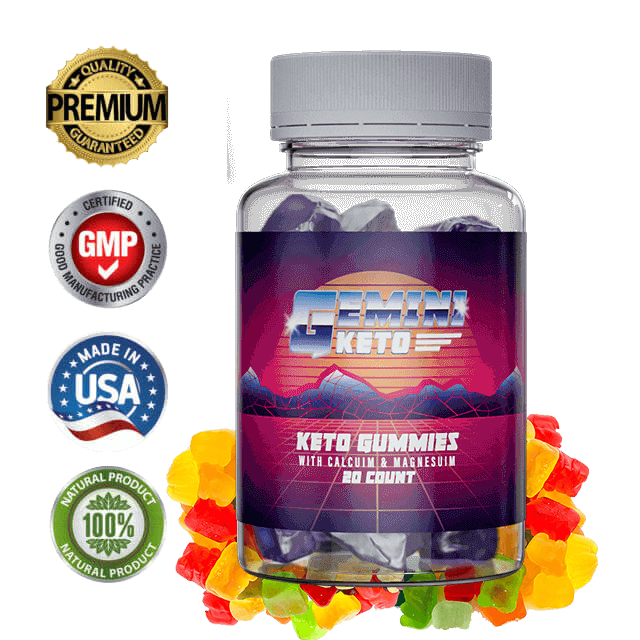 QUALITY
PREMIUM
GUARANTEED
CERTIFIED
GMP
GOOD MANUFACTURING PRACTICE
MADE IN
USA
NATURAL PRODUCT
100%
NATURAL PRODUCT
GEMINI
KETO
KETO GUMMIES
WITH CALCUIM & MAGNESUIM
20 COUNT